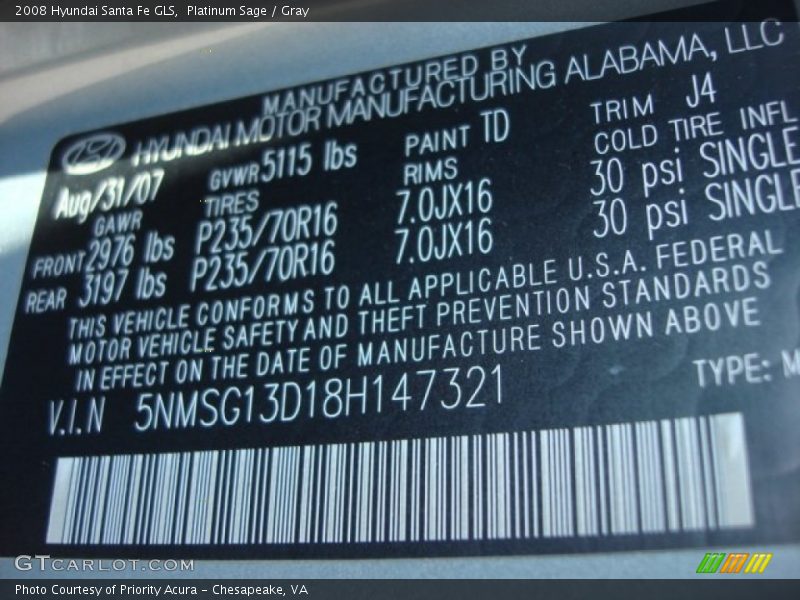 2008 Hyundai Santa Fe GLS, Platinum Sage / Gray
MANUFACTURED BY
HYUNDAI MOTOR MANUFACTURING ALABAMA, LLC
Aug/31/07 GVWR 5115 lbs PAINT TD TRIM J4
GAWR TIRES RIMS COLD TIRE INFL
FRONT 2976 lbs P235/70R16 7.0JX16 30 psi SINGLE
REAR 3197 lbs P235/70R16 7.0JX16 30 psi SINGLE
THIS VEHICLE CONFORMS TO ALL APPLICABLE U.S.A. FEDERAL
MOTOR VEHICLE SAFETY AND THEFT PREVENTION STANDARDS
IN EFFECT ON THE DATE OF MANUFACTURE SHOWN ABOVE
V.I.N 5NMSG13D18H147321 TYPE: M
GTCARLOT.COM
Photo Courtesy of Priority Acura - Chesapeake, VA